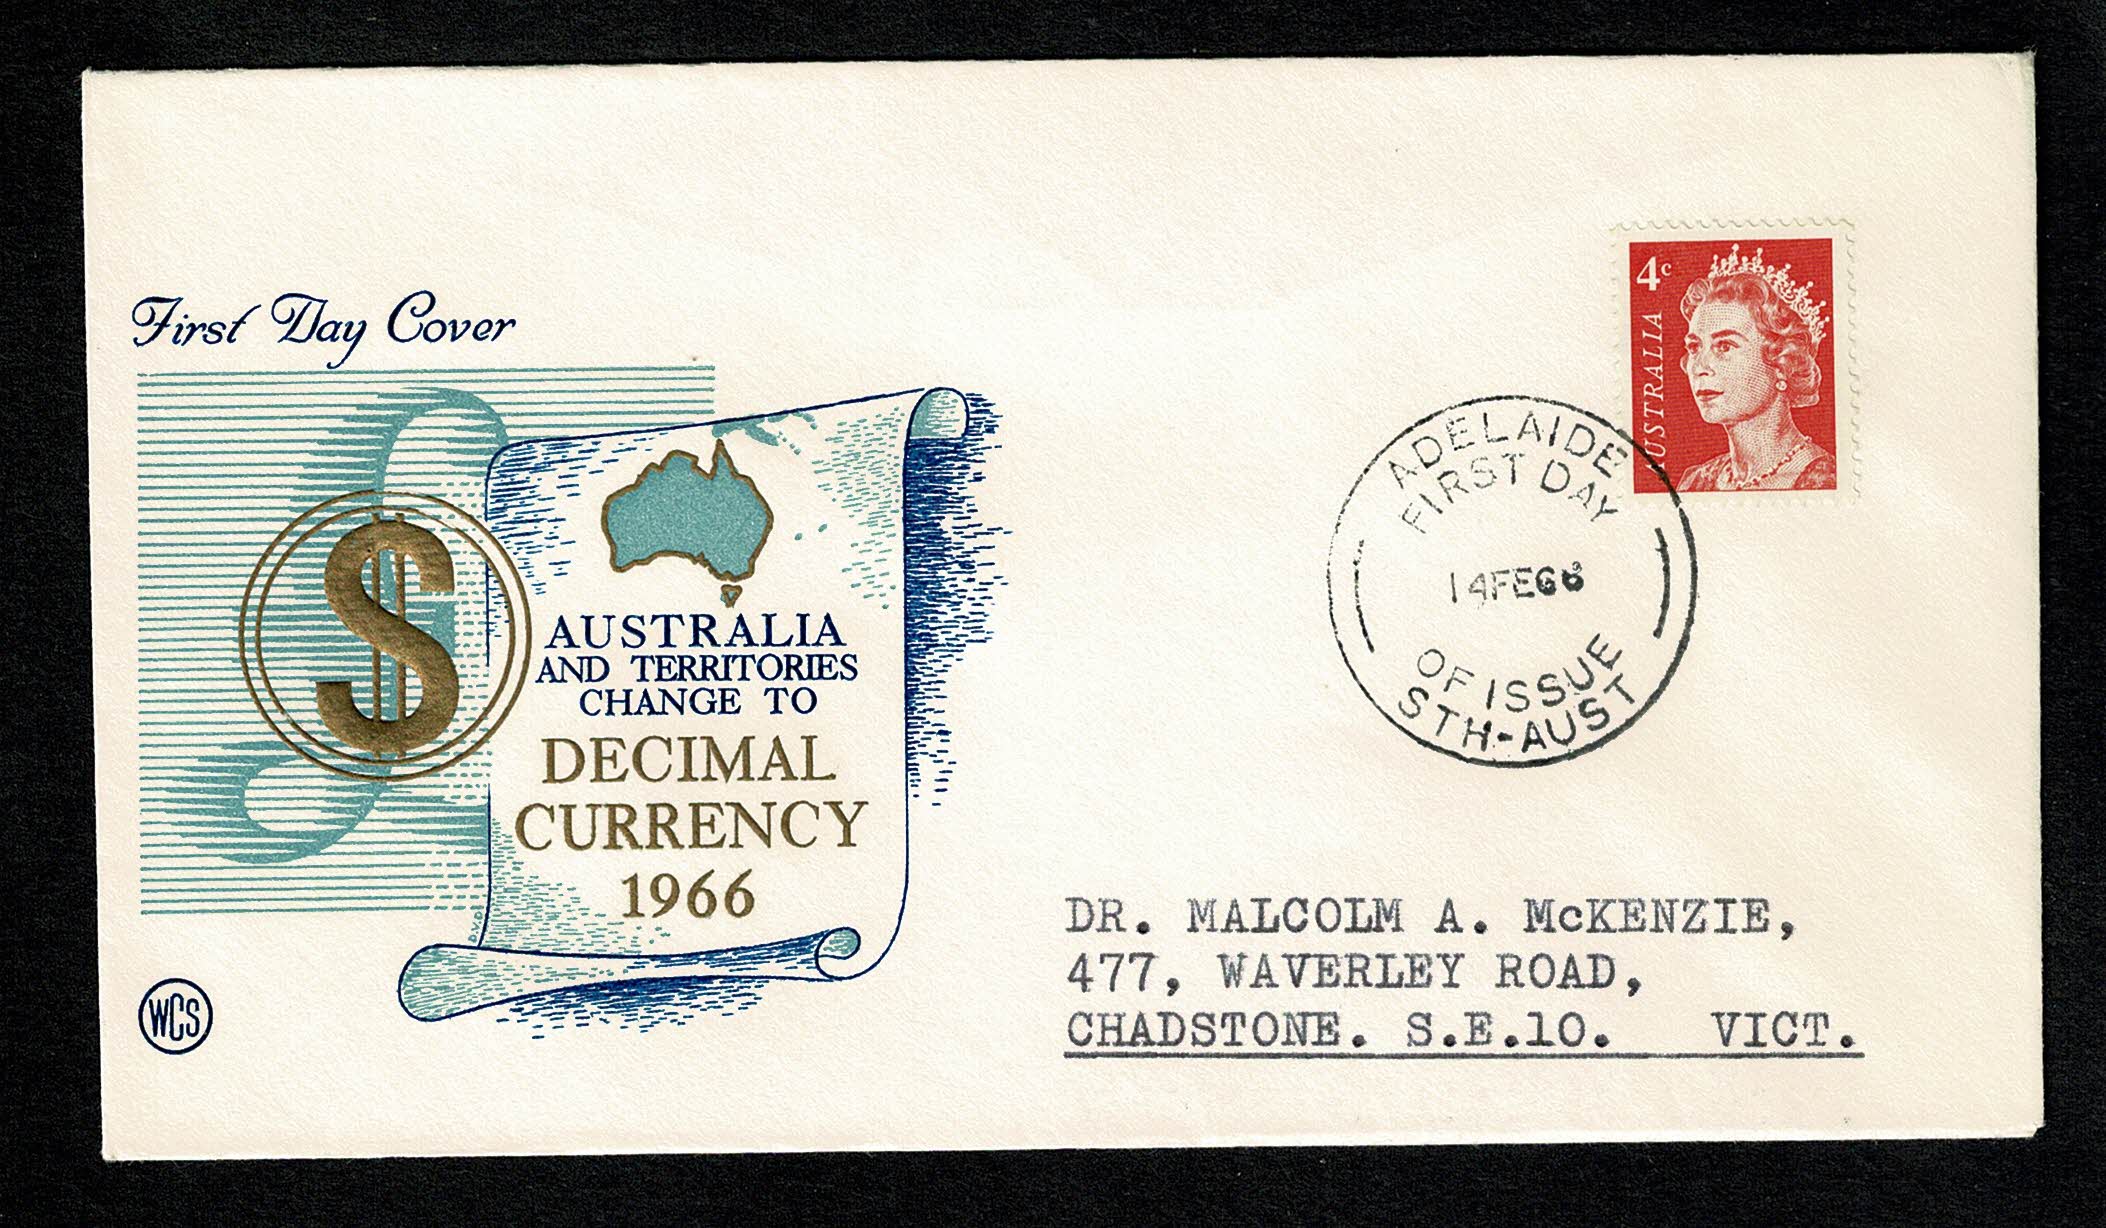 First Day Cover
$
AUSTRALIA
AND TERRITORIES
CHANGE TO
DECIMAL
CURRENCY
1966
WCS
4c
AUSTRALIA
ADELAIDE
FIRST DAY
14FE66
OF ISSUE
STH-AUST
DR. MALCOLM A. McKENZIE,
477, WAVERLEY ROAD,
CHADSTONE. S.E.10. VICT.